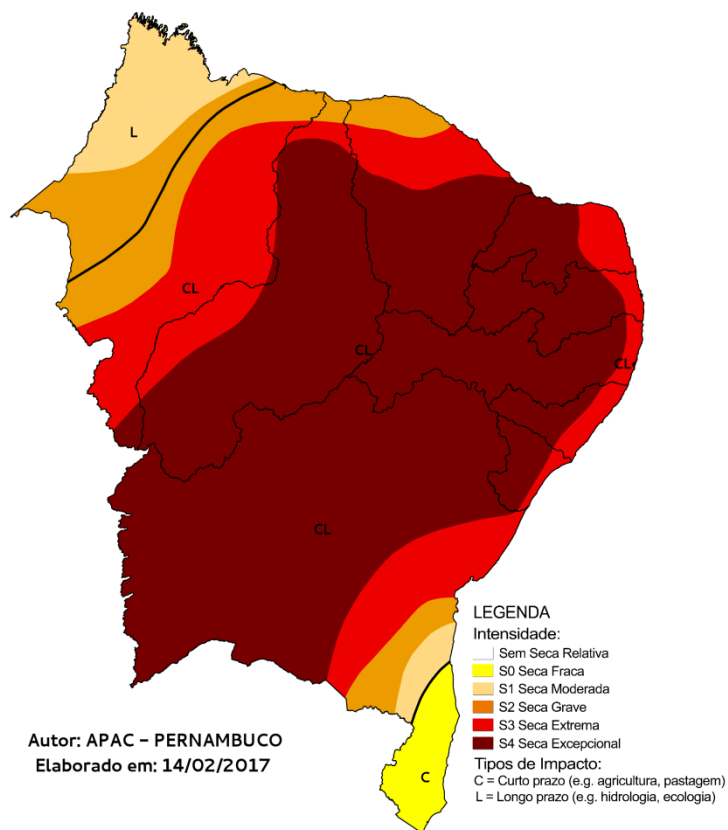 L
CL
CL
CL
CL
C
LEGENDA
Intensidade:
Sem Seca Relativa
S0 Seca Fraca
S1 Seca Moderada
S2 Seca Grave
S3 Seca Extrema
S4 Seca Excepcional
Tipos de Impacto:
C = Curto prazo (e.g. agricultura, pastagem)
L = Longo prazo (e.g. hidrologia, ecologia)
Autor: APAC – PERNAMBUCO
Elaborado em: 14/02/2017